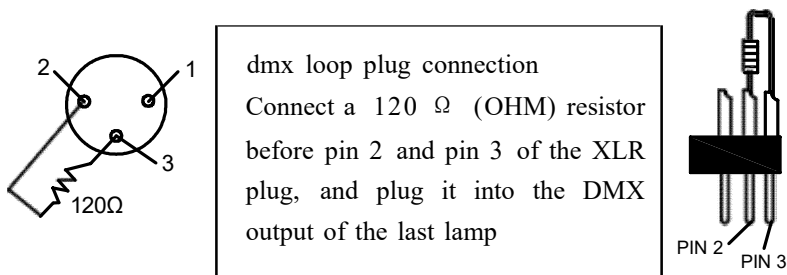 2
1
3
120Ω
dmx loop plug connection
Connect a 120 Ω (OHM) resistor
before pin 2 and pin 3 of the XLR
plug, and plug it into the DMX
output of the last lamp
PIN 2
PIN 3